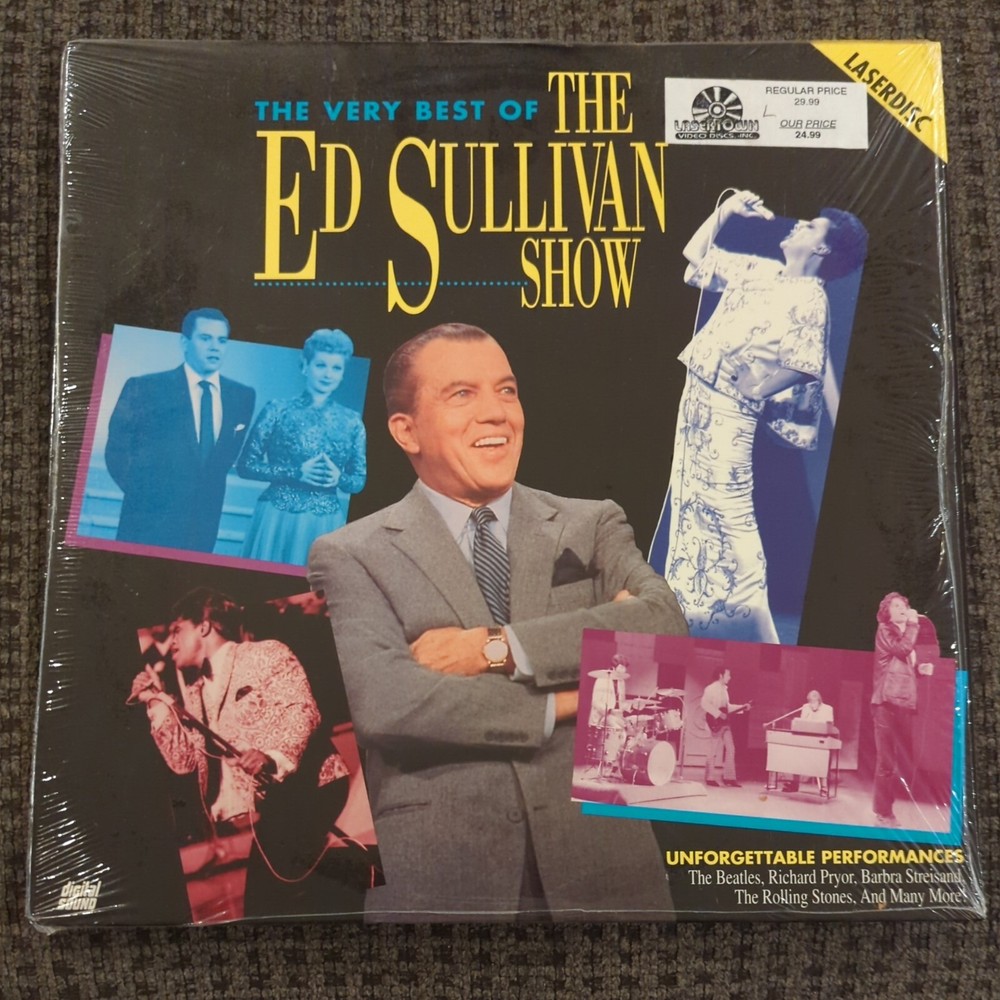 THE VERY BEST OF
THE
ED SULLIVAN
SHOW
LASERDISC
LASERTOWN
VIDEO DISCS, INC.
REGULAR PRICE
29.99
L
OUR PRICE
24.99
UNFORGETTABLE PERFORMANCES
The Beatles, Richard Pryor, Barbra Streisand,
The Rolling Stones, And Many More!
digital
SOUND